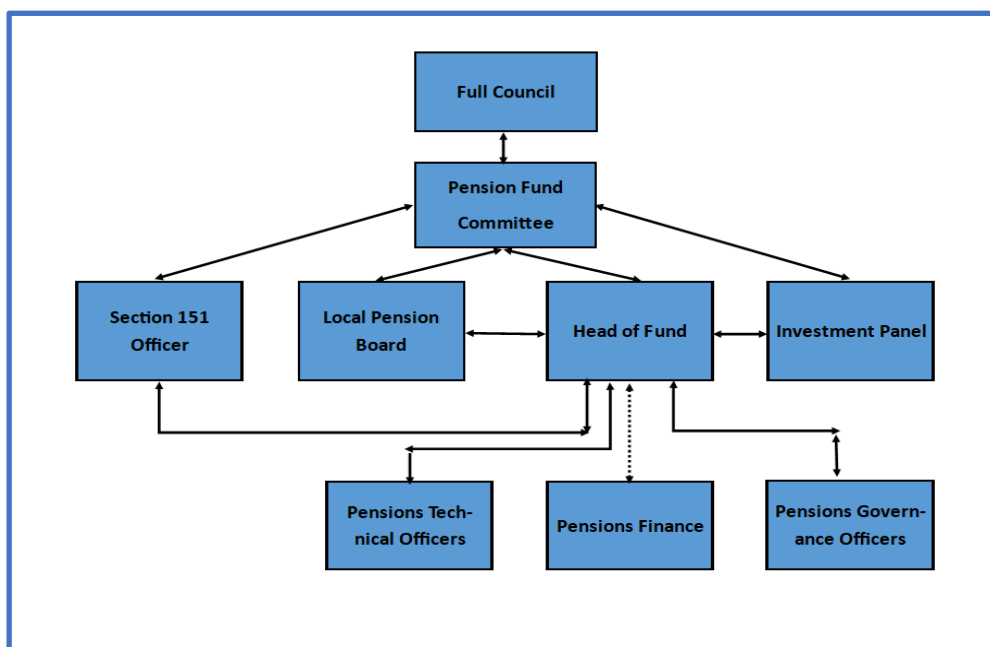 Full Council
Pension Fund
Committee
Section 151
Officer
Local Pension
Board
Head of Fund
Investment Panel
Pensions Tech-
nical Officers
Pensions Finance
Pensions Govern-
ance Officers